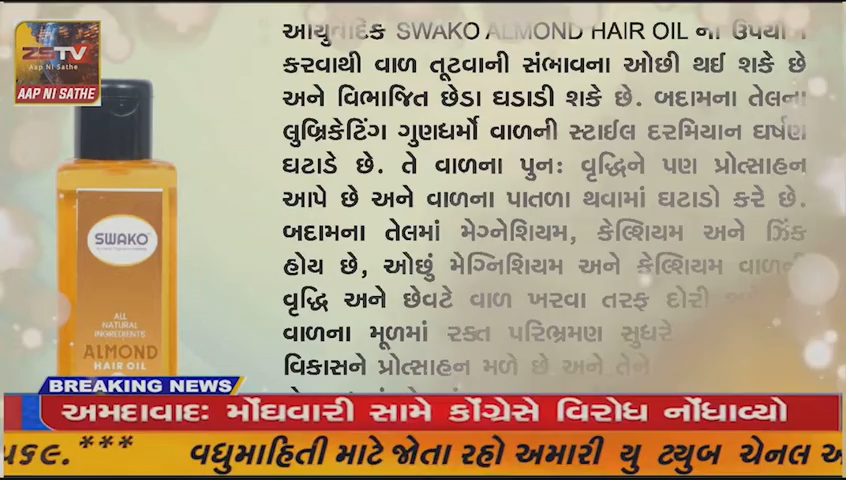 ZSTV
Aap Ni Sathe
AAP NI SATHE
આયુર્વેદિક SWAKO ALMOND HAIR OIL ના ઉપયોગ
કરવાથી વાળ તૂટવાની સંભાવના ઓછી થઈ શકે છે
અને વિભાજિત છેડા ઘડાડી શકે છે. બદામના તેલના
લુબ્રિકેટિંગ ગુણધર્મો વાળની સ્ટાઈલ દરમિયાન ઘર્ષણ
ઘટાડે છે. તે વાળના પુનઃ વૃદ્ધિને પણ પ્રોત્સાહન
આપે છે અને વાળના પાતળા થવામાં ઘટાડો કરે છે.
બદામના તેલમાં મેગ્નેશિયમ, કેલ્શિયમ અને ઝિંક
હોય છે, ઓછું મેગ્નિશિયમ અને કેલ્શિયમ વાળની
વૃદ્ધિ અને છેવટે વાળ ખરવા તરફ દોરી
વાળના મૂળમાં રક્ત પરિભ્રમણ સુધરે
વિકાસને પ્રોત્સાહન મળે છે અને તેને
SWAKO
ALL
NATURAL
INGREDIENTS
ALMOND
HAIR OIL
BREAKING NEWS
અમદાવાદઃ મોંઘવારી સામે કોંગ્રેસે વિરોધ નોંધાવ્યો
૫૬૯.*** વધુમાહિતી માટે જોતા રહો અમારી યુ ટ્યુબ ચેનલ